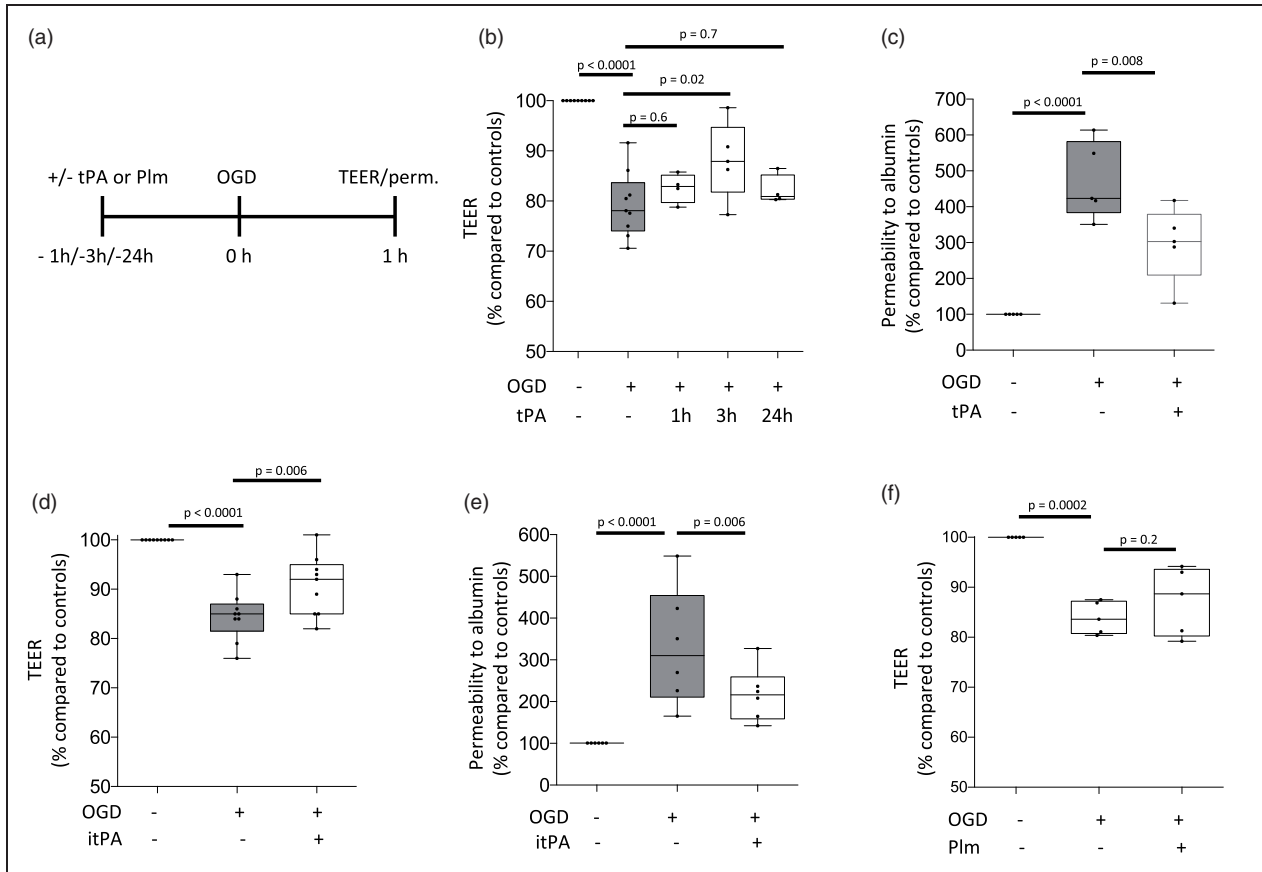 (a)
+/- tPA or Plm OGD TEER/perm.
- 1h/-3h/-24h 0 h 1 h
(b)
p = 0.7
p < 0.0001
p = 0.02
p = 0.6
TEER
(% compared to controls)
100
90
80
70
60
50
OGD - + + + +
tPA - - 1h 3h 24h
(c)
p = 0.008
p < 0.0001
Permeability to albumin
(% compared to controls)
700
600
500
400
300
200
100
0
OGD - + +
tPA - - +
(d)
p = 0.006
p < 0.0001
TEER
(% compared to controls)
100
90
80
70
60
50
OGD - + +
itPA - - +
(e)
p < 0.0001 p = 0.006
Permeability to albumin
(% compared to controls)
600
500
400
300
200
100
0
OGD - + +
itPA - - +
(f)
p = 0.0002
p = 0.2
TEER
(% compared to controls)
100
90
80
70
60
50
OGD - + +
Plm - - +